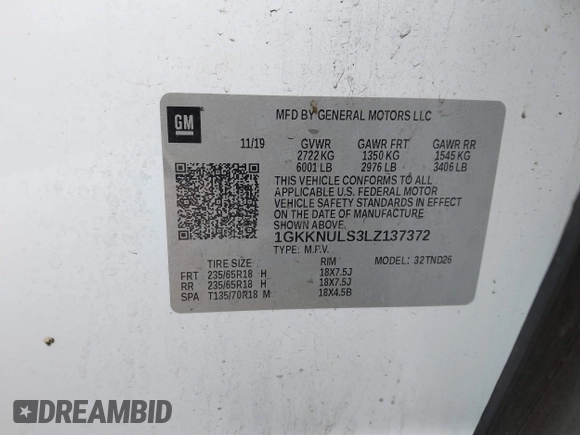 GM
MFD BY GENERAL MOTORS LLC
11/19 GVWR GAWR FRT GAWR RR
2722 KG 1350 KG 1545 KG
6001 LB 2976 LB 3406 LB
THIS VEHICLE CONFORMS TO ALL
APPLICABLE U.S. FEDERAL MOTOR
VEHICLE SAFETY STANDARDS IN EFFECT
ON THE DATE OF MANUFACTURE
SHOWN ABOVE.
1GKKNULS3LZ137372
TYPE: M.P.V. MODEL: 32TND26
TIRE SIZE RIM
FRT 235/65R18 H 18X7.5J
RR 235/65R18 H 18X7.5J
SPA T135/70R18 M 18X4.5B
DREAMBID